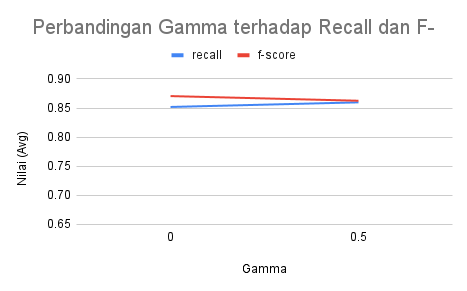 Perbandingan Gamma terhadap Recall dan F-
recall
f-score
0.90
0.85
0.80
0.75
0.70
0.65
Nilai (Avg)
0
0.5
Gamma